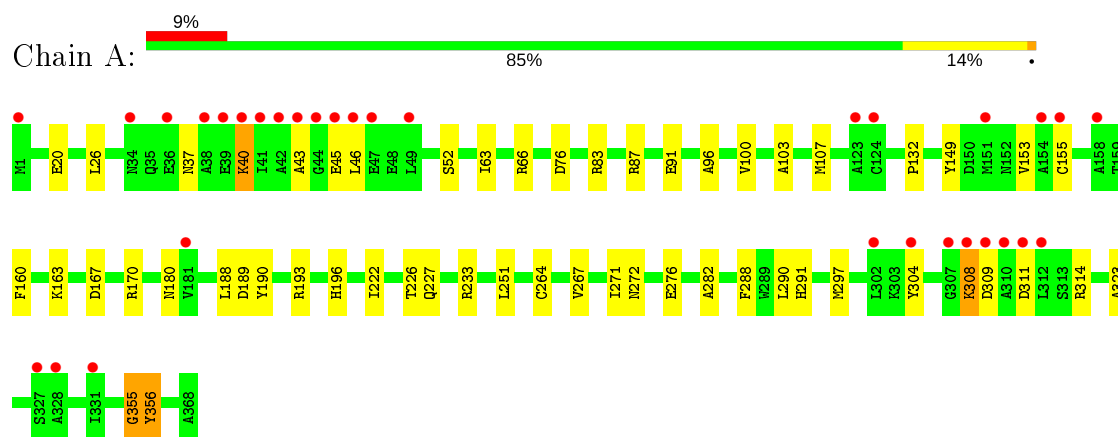 9%
Chain A:
85% 14% •
M1 E20 L26 N34 Q35 E36 N37 A38 E39 K40 I41 A42 A43 G44 E45 L46 E47 E48 L49 S52 I63 R66 D76 R83 R87 E91 A96 V100 A103 M107 A123 C124 P132 Y149 D150 M151 N152 V153 A154 C155 A158 T159
F160 K163 D167 R170 N180 V181 L188 D189 Y190 R193 H196 I222 T226 Q227 R233 L251 C264 V267 I271 N272 E276 A282 F288 W289 L290 H291 M297 L302 K303 Y304 G307 K308 D309 A310 D311 L312 S313 R314
S327 A328 I331 G355 Y356 A368